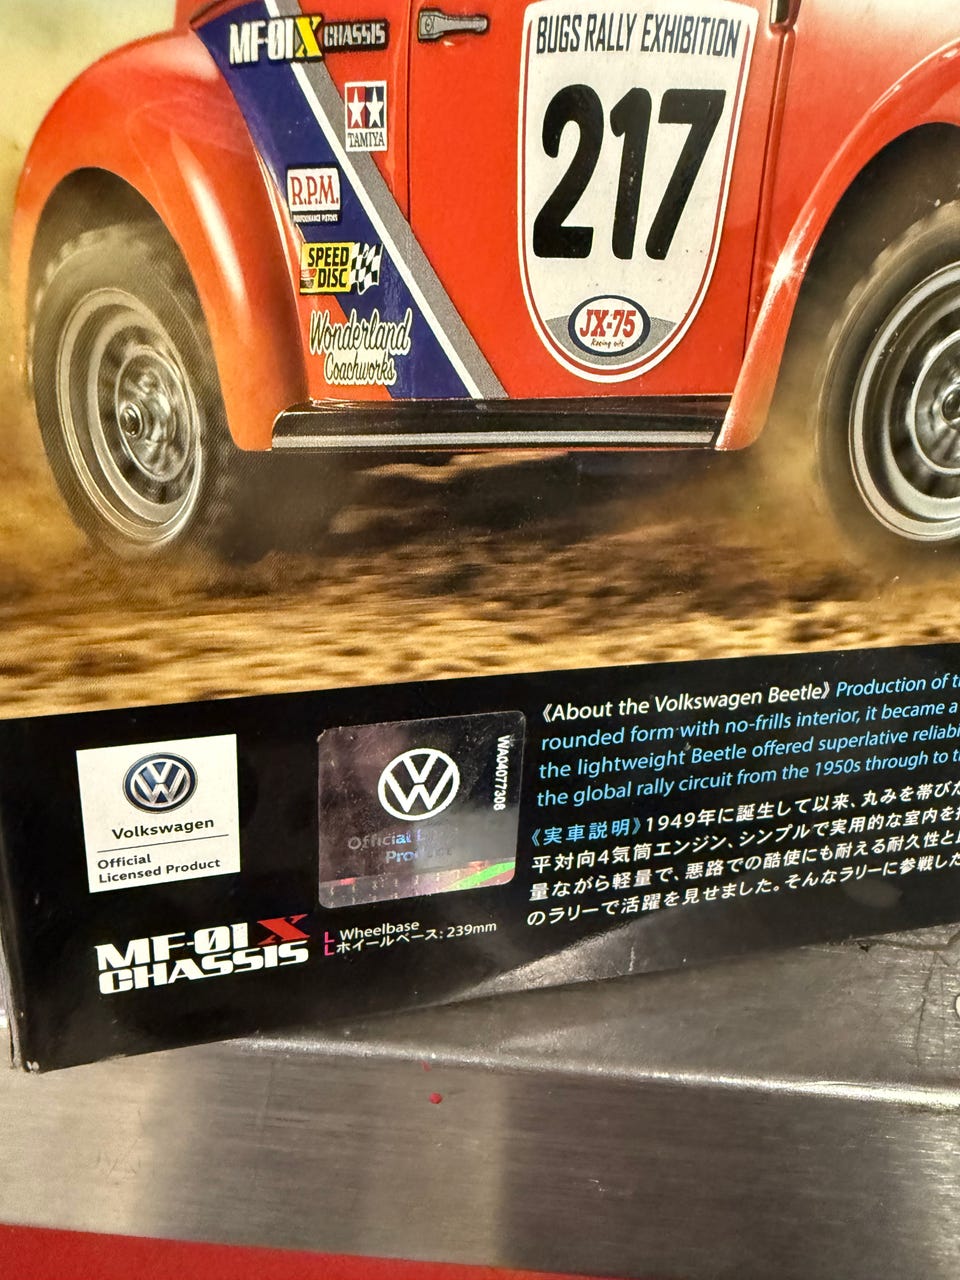 MF-01X CHASSIS
TAMIYA
R.P.M.
SPEED
DISC
Wonderland
Coachworks
BUGS RALLY EXHIBITION
217
JX-75
Racing oils
Volkswagen
Official
Licensed Product
WA04077308
Official
Product
MF-01X
CHASSIS
L Wheelbase
L ホイールベース: 239mm
《About the Volkswagen Beetle》 Production of
rounded form with no-frills interior, it became a
the lightweight Beetle offered superlative
the global rally circuit from the 1950s through to
《実車説明》1949年に誕生して以来、丸みを帯び
平対向4気筒エンジン、シンプルで実用的な室内を
量ながら軽量で、悪路での酷使にも耐える耐久性と
のラリーで活躍を見せました。そんなラリーに参戦した